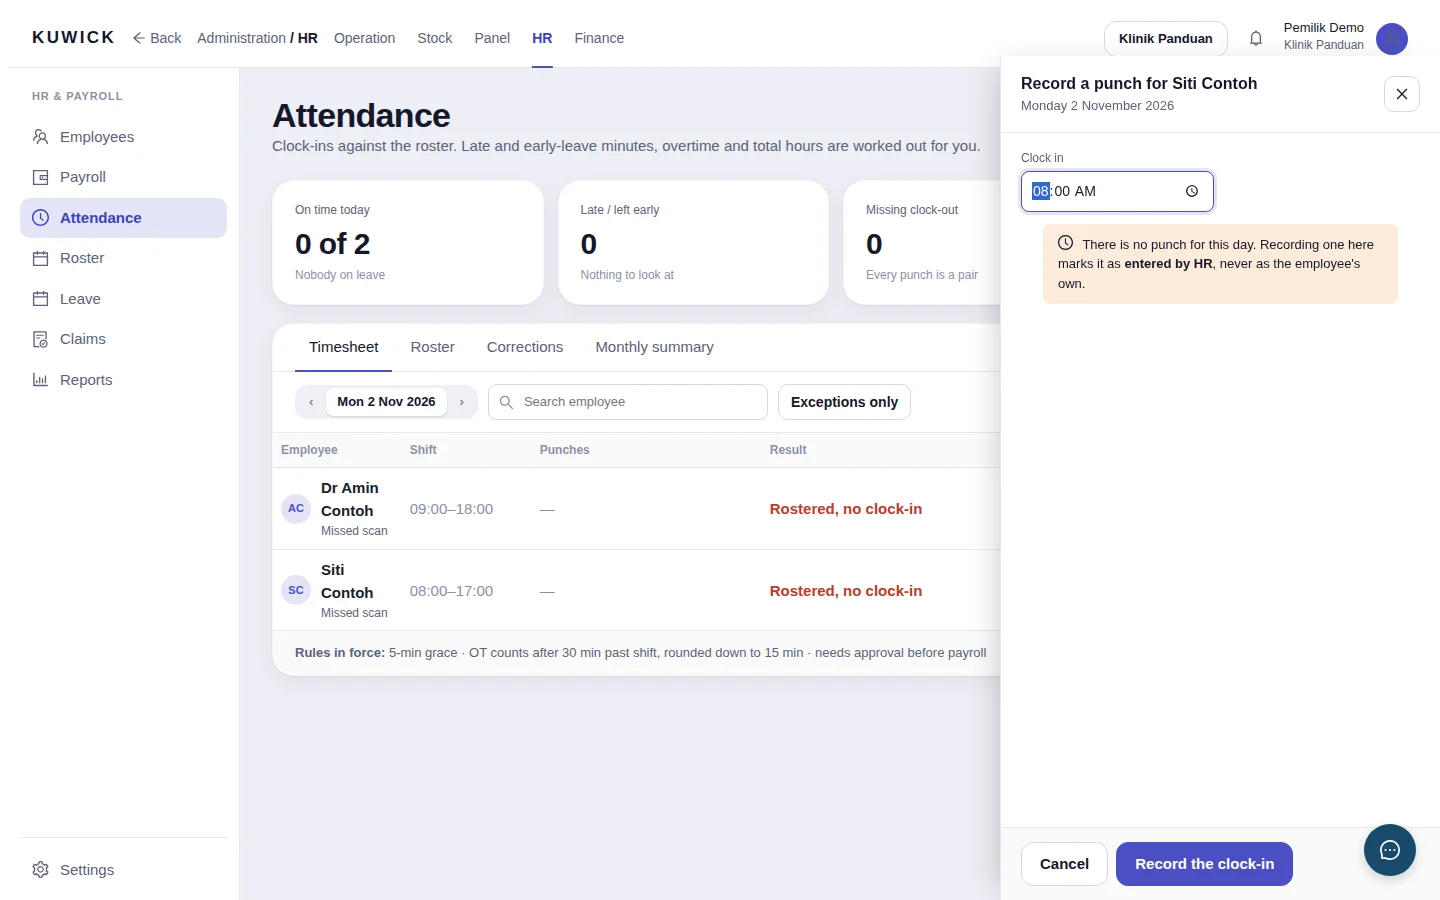 KUWICK
Back
Administration / HR
Operation
Stock
Panel
HR
Finance
Klinik Panduan
Pemilik Demo
Klinik Panduan
HR & PAYROLL
Employees
Payroll
Attendance
Roster
Leave
Claims
Reports
Settings
Attendance
Clock-ins against the roster. Late and early-leave minutes, overtime and total hours are worked out for you.
On time today
0 of 2
Nobody on leave
Late / left early
0
Nothing to look at
Missing clock-out
0
Every punch is a pair
Timesheet
Roster
Corrections
Monthly summary
‹ Mon 2 Nov 2026 ›
Search employee
Exceptions only
Employee
Shift
Punches
Result
AC
Dr Amin
Contoh
Missed scan
09:00–18:00
—
Rostered, no clock-in
SC
Siti
Contoh
Missed scan
08:00–17:00
—
Rostered, no clock-in
Rules in force: 5-min grace · OT counts after 30 min past shift, rounded down to 15 min · needs approval before payroll
Record a punch for Siti Contoh
Monday 2 November 2026
Clock in
08:00 AM
There is no punch for this day. Recording one here
marks it as entered by HR, never as the employee's
own.
Cancel
Record the clock-in